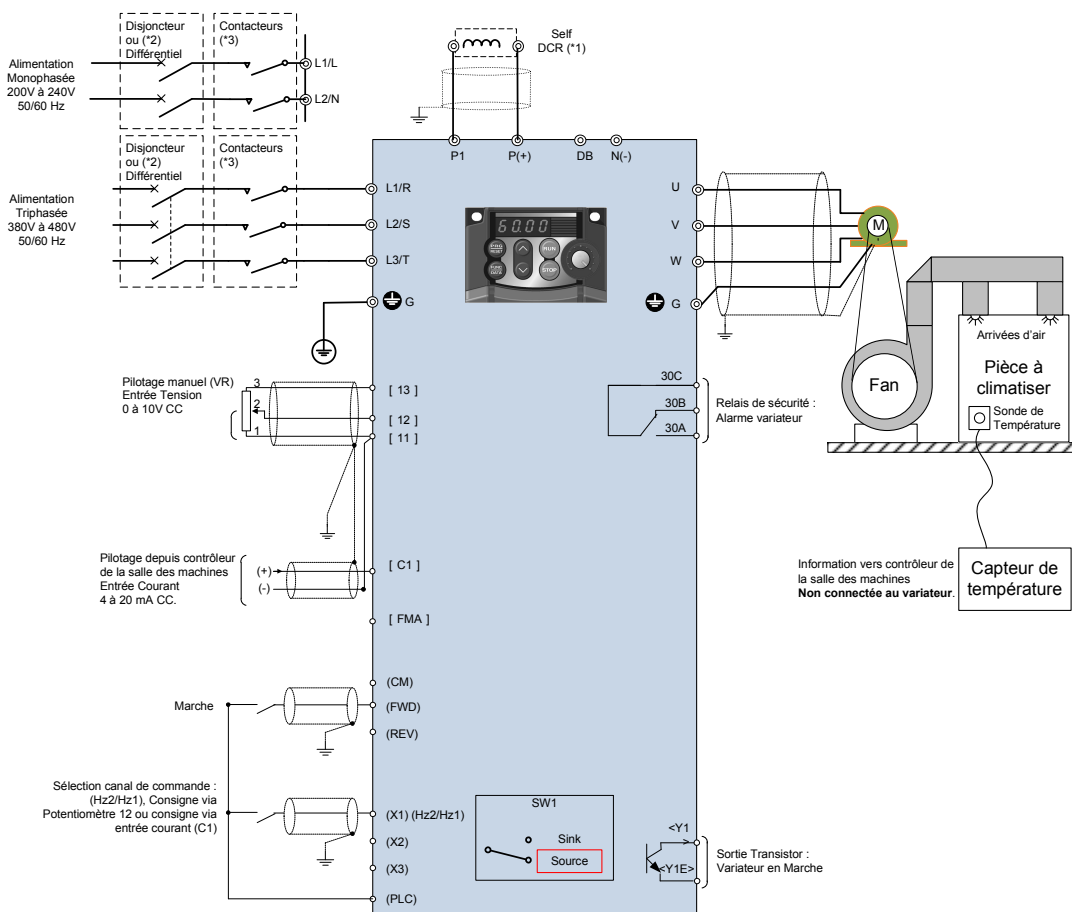 Disjoncteur
ou (*2)
Différentiel
Contacteurs
(*3)
Self
DCR (*1)
Alimentation
Monophasée
200V à 240V
50/60 Hz
L1/L
L2/N
Disjoncteur
ou (*2)
Différentiel
Contacteurs
(*3)
P1
P(+)
DB
N(-)
Alimentation
Triphasée
380V à 480V
50/60 Hz
L1/R
L2/S
L3/T
G
60.00
PRG
RESET
RUN
FUNC
DATA
STOP
U
V
W
G
M
Arrivées d'air
Pièce à
climatiser
Sonde de
Température
Fan
Pilotage manuel (VR)
Entrée Tension
0 à 10V CC
3
2
1
[ 13 ]
[ 12 ]
[ 11 ]
30C
30B
30A
Relais de sécurité :
Alarme variateur
Pilotage depuis contrôleur
de la salle des machines
Entrée Courant
4 à 20 mA CC.
(+)
(-)
[ C1 ]
[ FMA ]
Information vers contrôleur de
la salle des machines
Non connectée au variateur.
Capteur de
température
(CM)
Marche
(FWD)
(REV)
Sélection canal de commande :
(Hz2/Hz1), Consigne via
Potentiomètre 12 ou consigne via
entrée courant (C1)
(X1) (Hz2/Hz1)
(X2)
(X3)
(PLC)
SW1
Sink
Source
<Y1
>
<Y1E>
Sortie Transistor :
Variateur en Marche